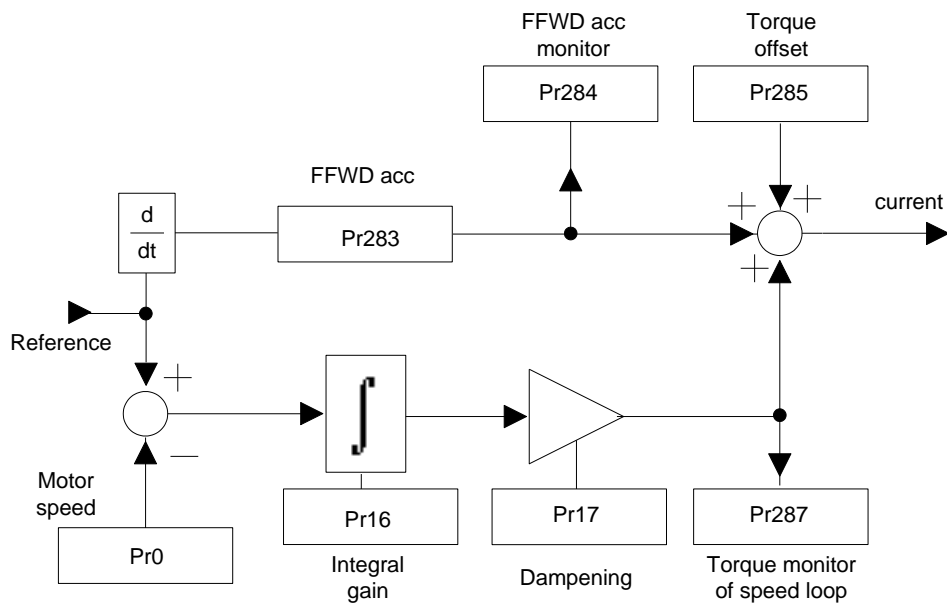 FFWD acc
monitor
Torque
offset
Pr284
Pr285
FFWD acc
current
d
dt
Pr283
+
+
+
Reference
+
∫
−
Motor
speed
Pr16
Pr17
Pr287
Pr0
Integral
gain
Dampening
Torque monitor
of speed loop